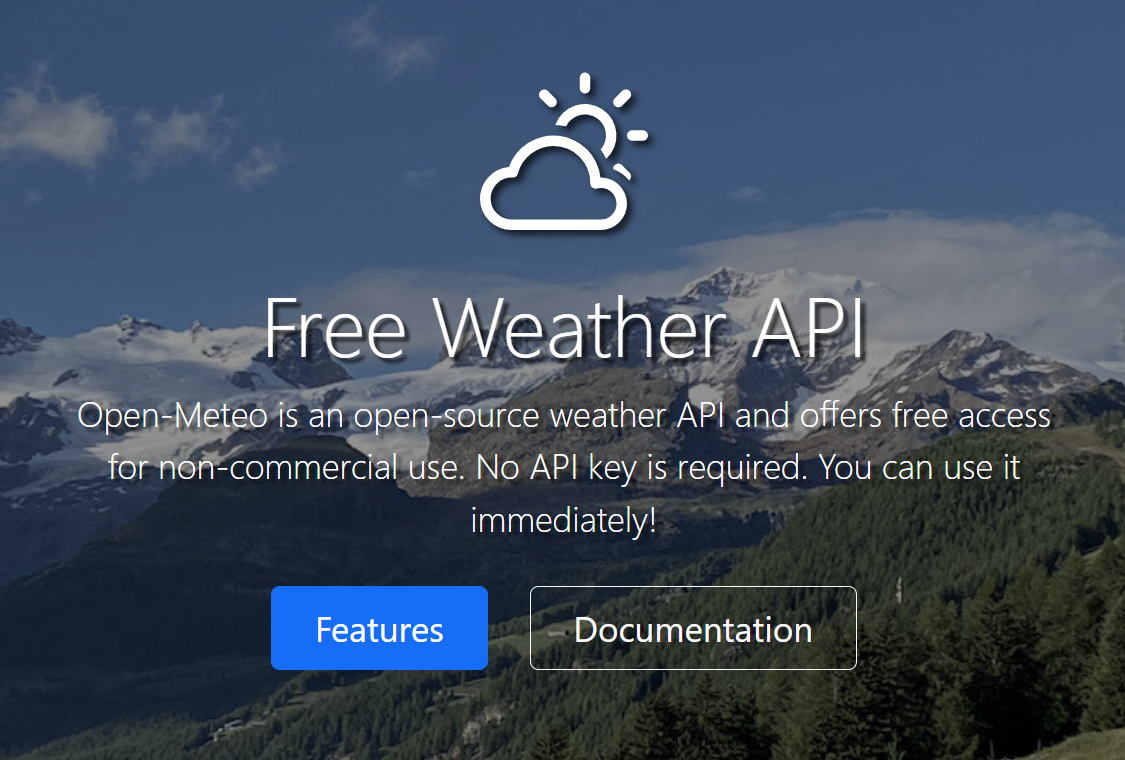 Free Weather API
Open-Meteo is an open-source weather API and offers free access
for non-commercial use. No API key is required. You can use it
immediately!
Features
Documentation